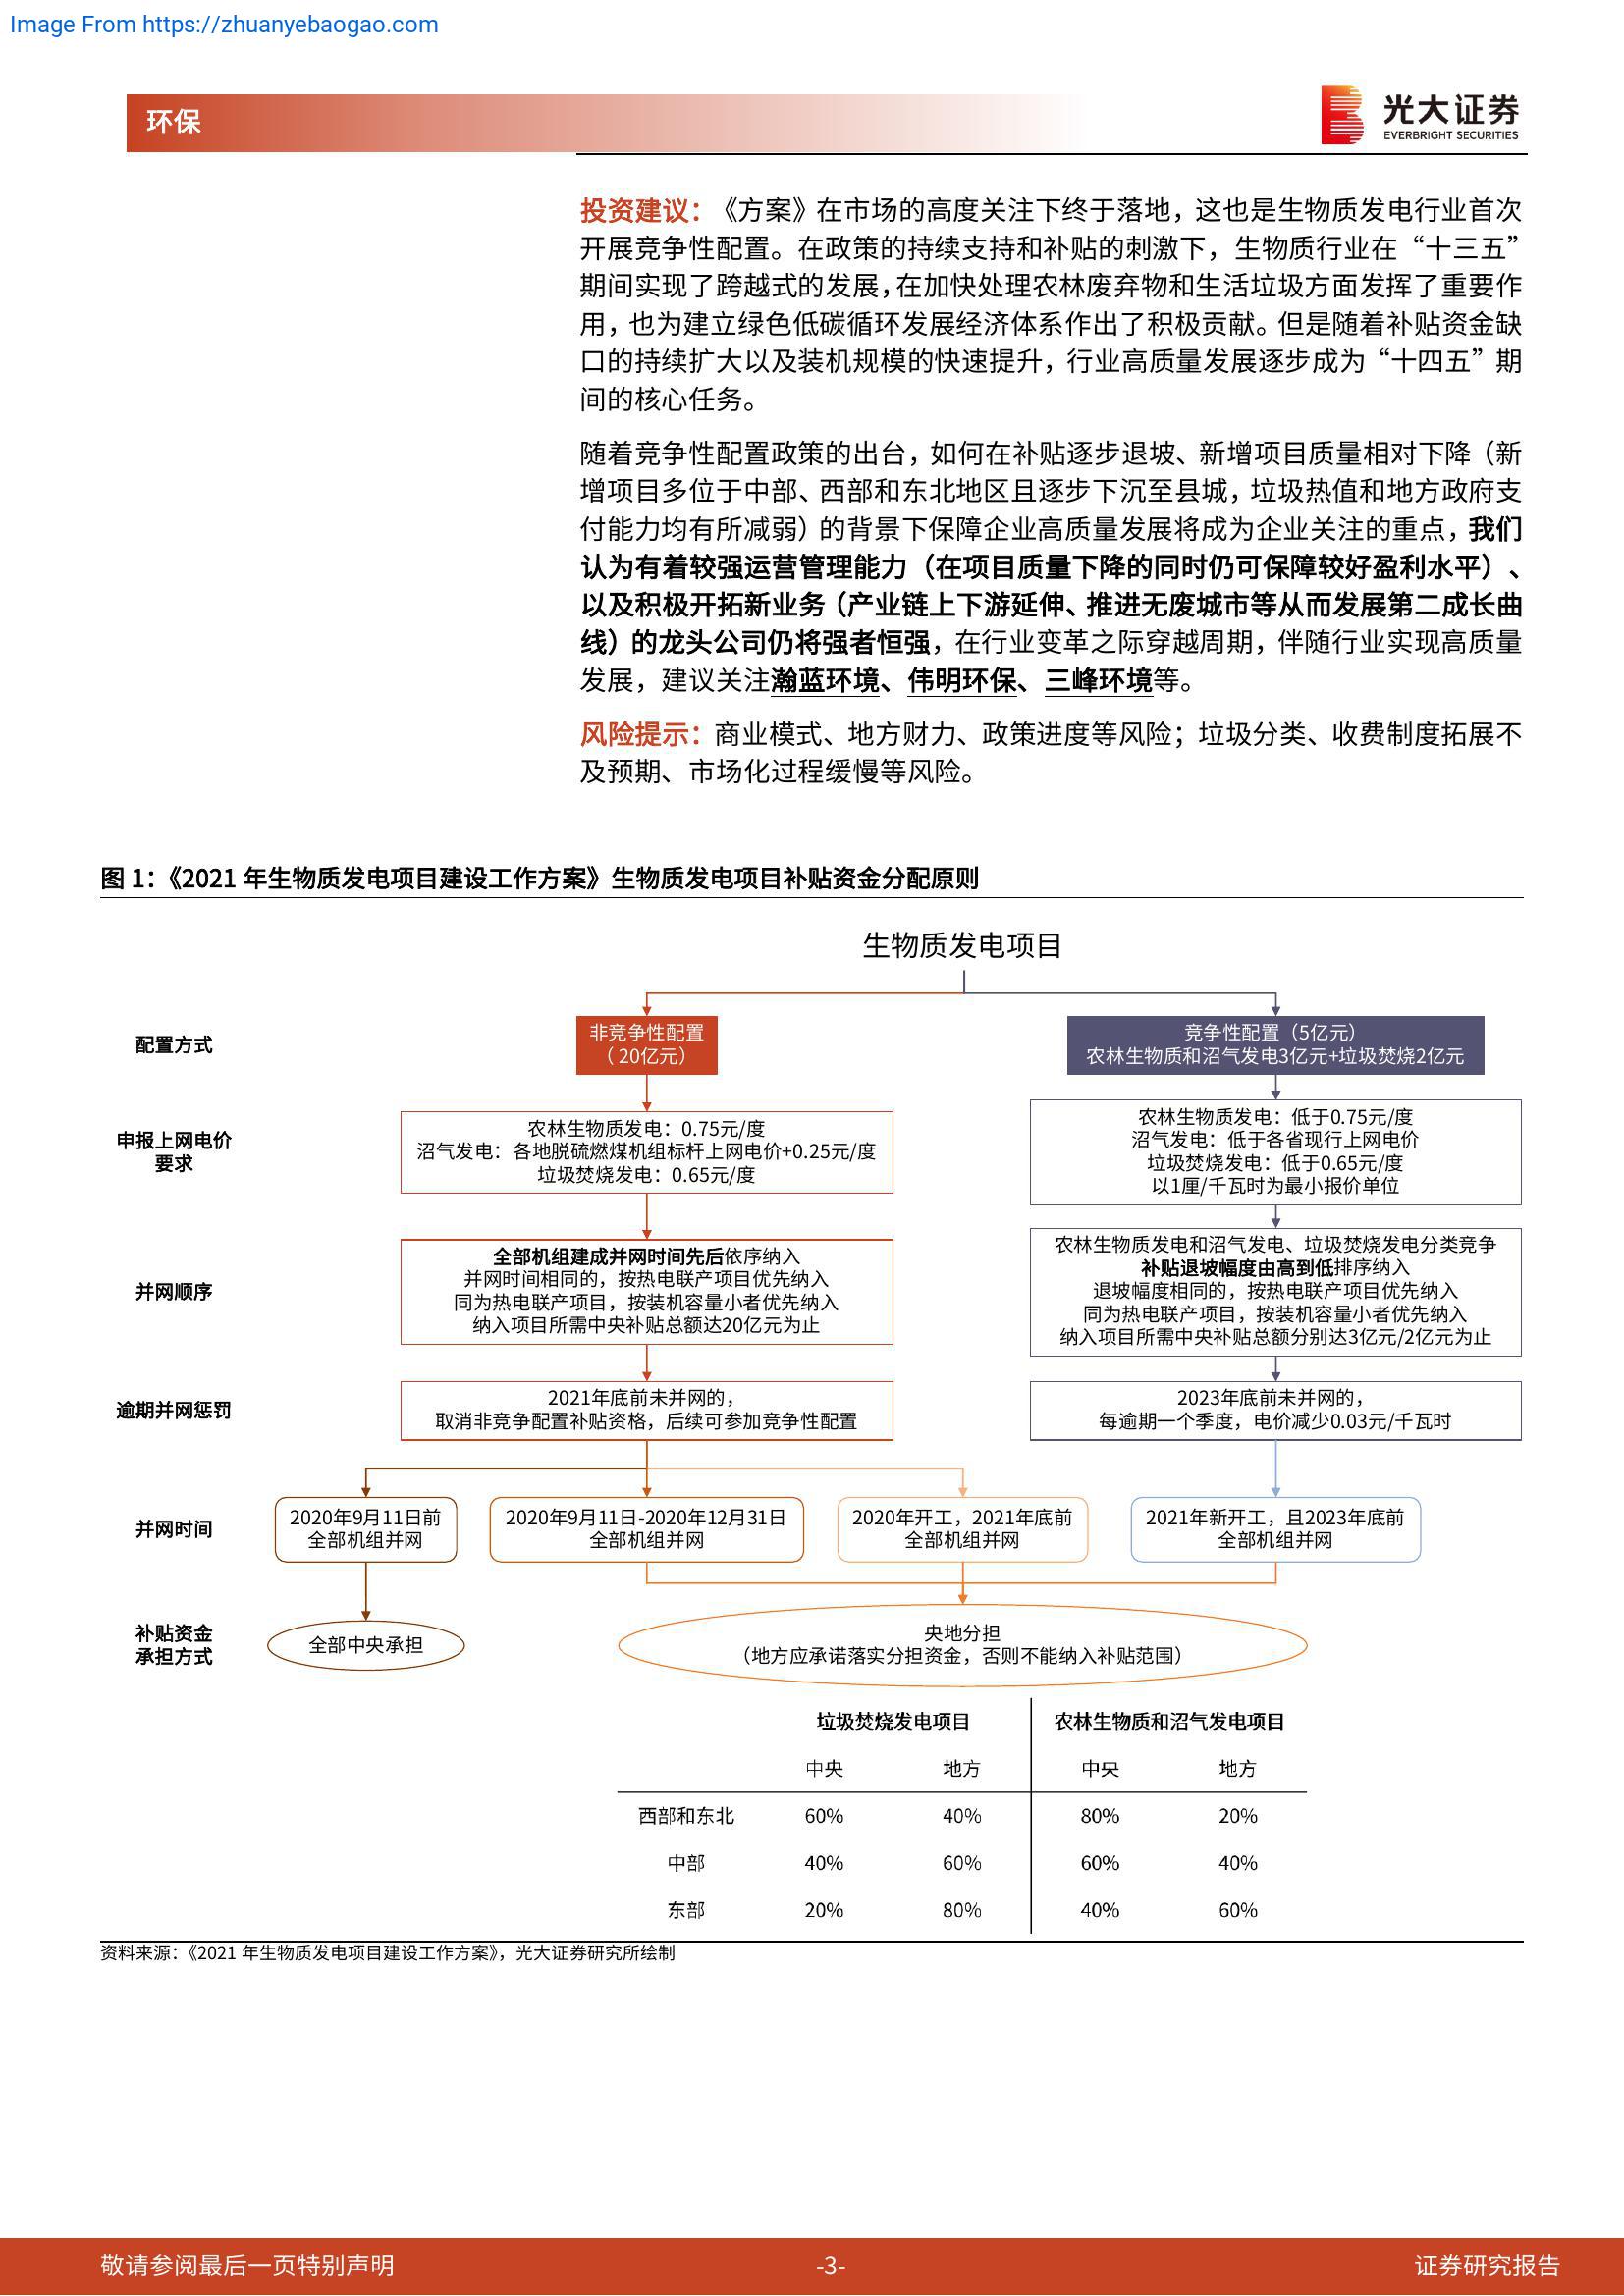 Image From https://zhuanyebaogao.com
环保
光大证券
EVERBRIGHT SECURITIES
投资建议：《方案》在市场的高度关注下终于落地，这也是生物质发电行业首次
开展竞争性配置。在政策的持续支持和补贴的刺激下，生物质行业在“十三五”
期间实现了跨越式的发展，在加快处理农林废弃物和生活垃圾方面发挥了重要作
用，也为建立绿色低碳循环发展经济体系作出了积极贡献。但是随着补贴资金缺
口的持续扩大以及装机规模的快速提升，行业高质量发展逐步成为“十四五”期
间的核心任务。
随着竞争性配置政策的出台，如何在补贴逐步退坡、新增项目质量相对下降（新
增项目多位于中部、西部和东北地区且逐步下沉至县城，垃圾热值和地方政府支
付能力均有所减弱）的背景下保障企业高质量发展将成为企业关注的重点，我们
认为有着较强运营管理能力（在项目质量下降的同时仍可保障较好盈利水平）、
以及积极开拓新业务（产业链上下游延伸、推进无废城市等从而发展第二成长曲
线）的龙头公司仍将强者恒强，在行业变革之际穿越周期，伴随行业实现高质量
发展，建议关注瀚蓝环境、伟明环保、三峰环境等。
风险提示：商业模式、地方财力、政策进度等风险；垃圾分类、收费制度拓展不
及预期、市场化过程缓慢等风险。
图 1：《2021 年生物质发电项目建设工作方案》生物质发电项目补贴资金分配原则
生物质发电项目
配置方式
非竞争性配置
（ 20亿元）
竞争性配置（5亿元）
农林生物质和沼气发电3亿元+垃圾焚烧2亿元
申报上网电价
要求
农林生物质发电：0.75元/度
沼气发电：各地脱硫燃煤机组标杆上网电价+0.25元/度
垃圾焚烧发电：0.65元/度
农林生物质发电：低于0.75元/度
沼气发电：低于各省现行上网电价
垃圾焚烧发电：低于0.65元/度
以1厘/千瓦时为最小报价单位
并网顺序
全部机组建成并网时间先后依序纳入
并网时间相同的，按热电联产项目优先纳入
同为热电联产项目，按装机容量小者优先纳入
纳入项目所需中央补贴总额达20亿元为止
农林生物质发电和沼气发电、垃圾焚烧发电分类竞争
补贴退坡幅度由高到低排序纳入
退坡幅度相同的，按热电联产项目优先纳入
同为热电联产项目，按装机容量小者优先纳入
纳入项目所需中央补贴总额分别达3亿元/2亿元为止
逾期并网惩罚
2021年底前未并网的，
取消非竞争配置补贴资格，后续可参加竞争性配置
2023年底前未并网的，
每逾期一个季度，电价减少0.03元/千瓦时
并网时间
2020年9月11日前
全部机组并网
2020年9月11日-2020年12月31日
全部机组并网
2020年开工，2021年底前
全部机组并网
2021年新开工，且2023年底前
全部机组并网
补贴资金
承担方式
全部中央承担
央地分担
（地方应承诺落实分担资金，否则不能纳入补贴范围）
垃圾焚烧发电项目 农林生物质和沼气发电项目
中央 地方 中央 地方
西部和东北 60% 40% 80% 20%
中部 40% 60% 60% 40%
东部 20% 80% 40% 60%
资料来源：《2021 年生物质发电项目建设工作方案》，光大证券研究所绘制
敬请参阅最后一页特别声明 -3- 证券研究报告